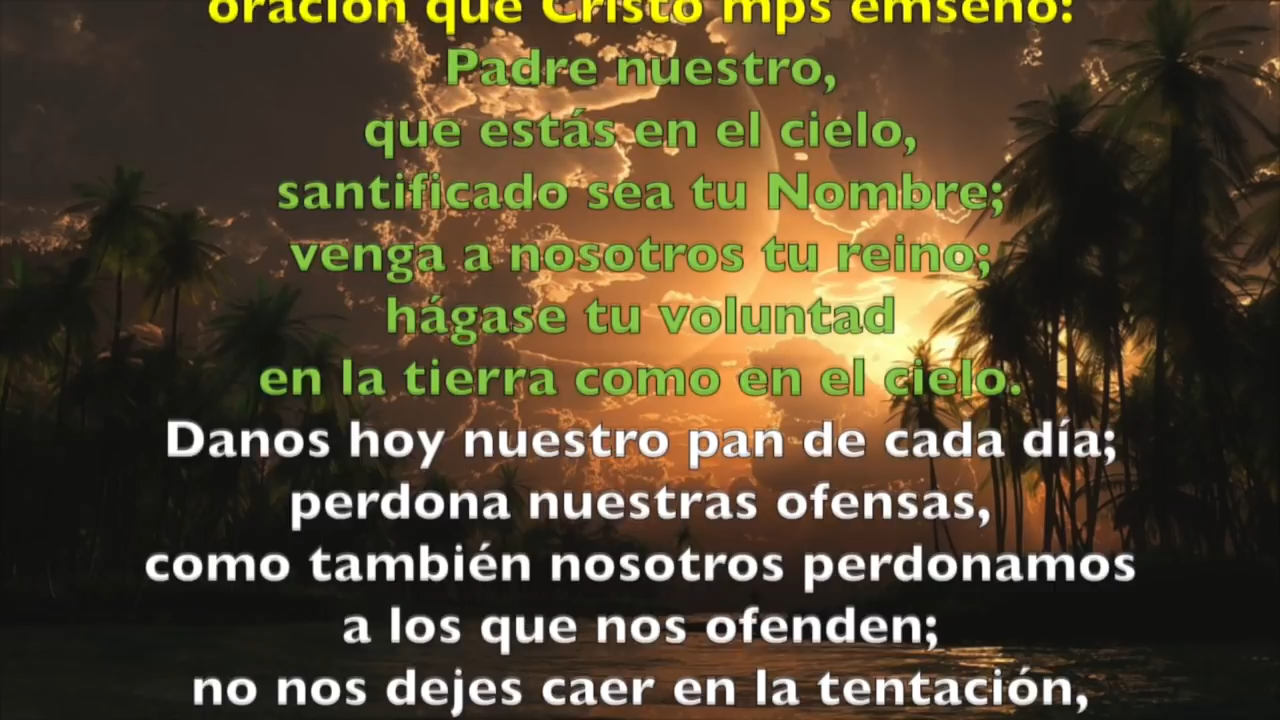 oración que Cristo mps emseñó:
Padre nuestro,
que estás en el cielo,
santificado sea tu Nombre;
venga a nosotros tu reino;
hágase tu voluntad
en la tierra como en el cielo.
Danos hoy nuestro pan de cada día;
perdona nuestras ofensas,
como también nosotros perdonamos
a los que nos ofenden;
no nos dejes caer en la tentación,